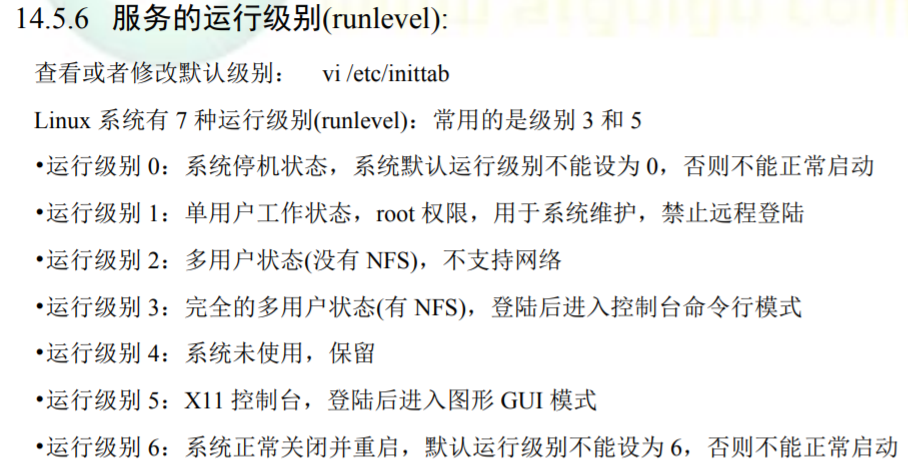 14.5.6 服务的运行级别(runlevel):
查看或者修改默认级别： vi /etc/inittab
Linux 系统有 7 种运行级别(runlevel)：常用的是级别 3 和 5
•运行级别 0：系统停机状态，系统默认运行级别不能设为 0，否则不能正常启动
•运行级别 1：单用户工作状态，root 权限，用于系统维护，禁止远程登陆
•运行级别 2：多用户状态(没有 NFS)，不支持网络
•运行级别 3：完全的多用户状态(有 NFS)，登陆后进入控制台命令行模式
•运行级别 4：系统未使用，保留
•运行级别 5：X11 控制台，登陆后进入图形 GUI 模式
•运行级别 6：系统正常关闭并重启，默认运行级别不能设为 6，否则不能正常启动